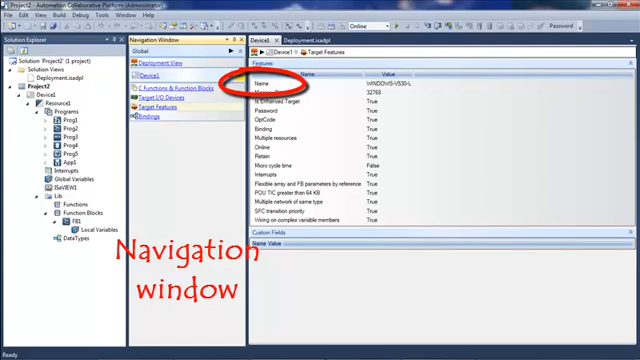 Project2 - Automation Collaborative Platform (Administrator)
File Edit View Build Debug Tools Window Help
Online
Password
Solution Explorer
Solution 'Project2' (1 project)
Solution Views
Deployment.isadpl
Project2
Device1
Resource1
Programs
Prog1
Prog2
Prog3
Prog4
Prog5
App1
Interrupts
Global Variables
ISaVIEW1
Lib
Functions
Function Blocks
FB1
Local Variables
DataTypes
Navigation Window
Global
Deployment View
Device1
C Functions & Function Blocks
Target I/O Devices
Target Features
Bindings
Navigation
window
Device1 Deployment.isadpl
Device1 Target Features
Features
Name Value
Name WINDOWS-V530-L
32768
Is Enhanced Target True
Password True
OptCode True
Binding True
Multiple resources True
Online True
Retain True
Micro cycle time False
Interrupts True
Flexible array and FB parameters by reference True
POU TIC greater than 64 KB True
Multiple network of same type True
SFC transition priority True
Wiring on complex variable members True
Custom Fields
Name Value
Ready